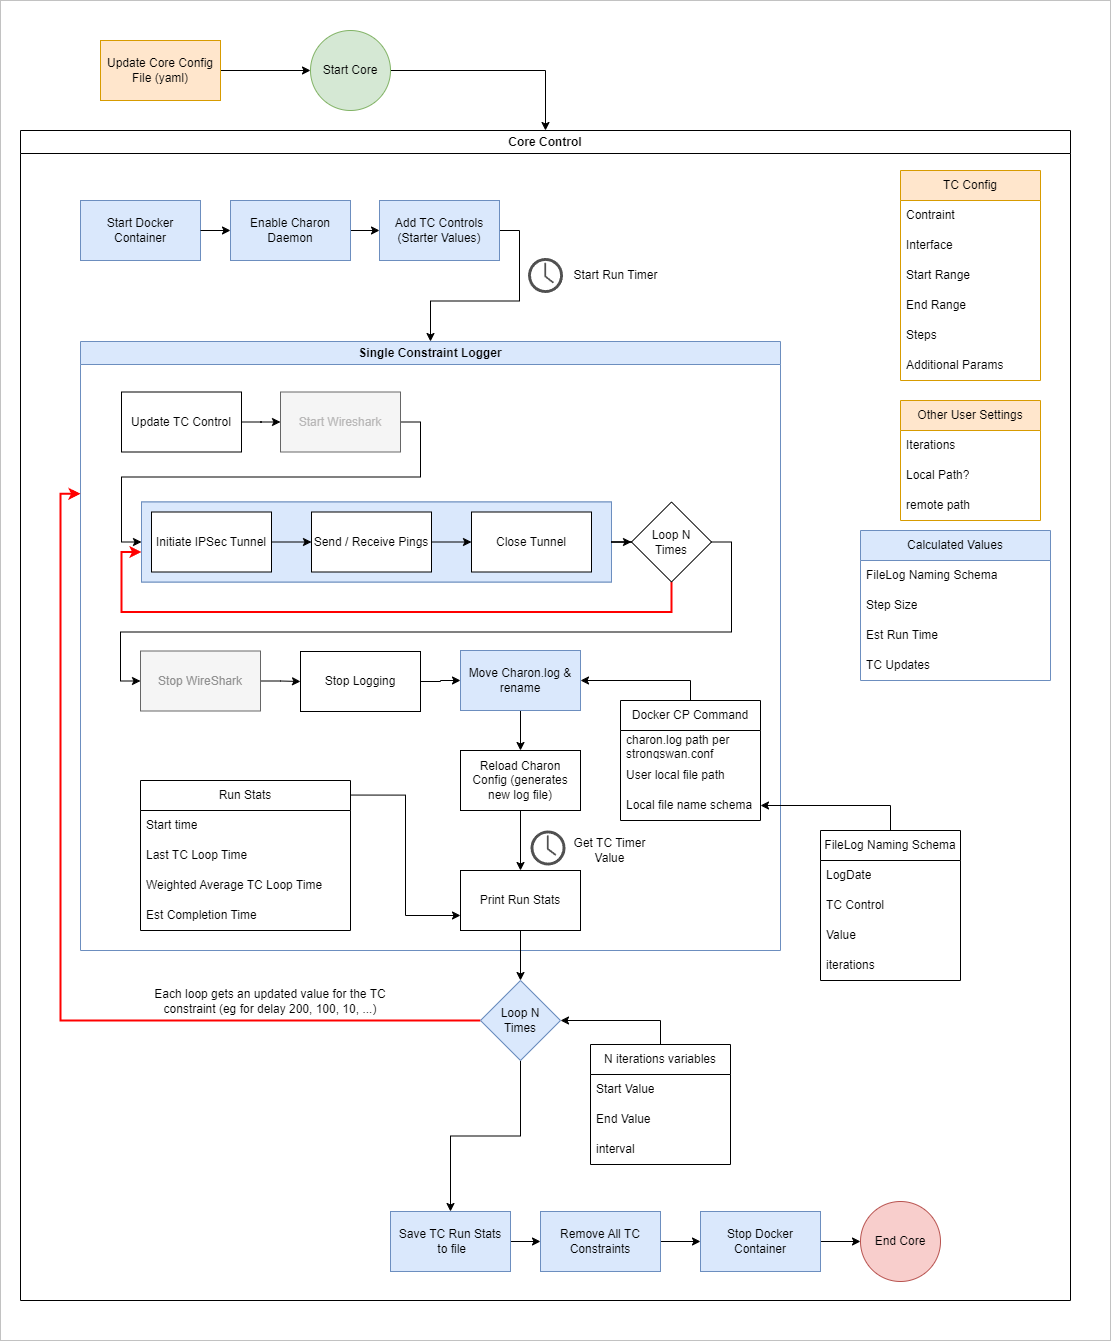 Update Core Config
File (yaml)
Start Core
Core Control
Start Docker
Container
Enable Charon
Daemon
Add TC Controls
(Starter Values)
Start Run Timer
TC Config
Contraint
Interface
Start Range
End Range
Steps
Additional Params
Other User Settings
Iterations
Local Path?
remote path
Calculated Values
FileLog Naming Schema
Step Size
Est Run Time
TC Updates
Single Constraint Logger
Update TC Control
Start Wireshark
Initiate IPSec Tunnel
Send / Receive Pings
Close Tunnel
Loop N
Times
Stop WireShark
Stop Logging
Move Charon.log &
rename
Docker CP Command
charon.log path per
strongswan.conf
User local file path
Local file name schema
Reload Charon
Config (generates
new log file)
Run Stats
Start time
Last TC Loop Time
Weighted Average TC Loop Time
Est Completion Time
Get TC Timer
Value
Print Run Stats
FileLog Naming Schema
LogDate
TC Control
Value
iterations
Each loop gets an updated value for the TC
constraint (eg for delay 200, 100, 10, ...)
Loop N
Times
N iterations variables
Start Value
End Value
interval
Save TC Run Stats
to file
Remove All TC
Constraints
Stop Docker
Container
End Core